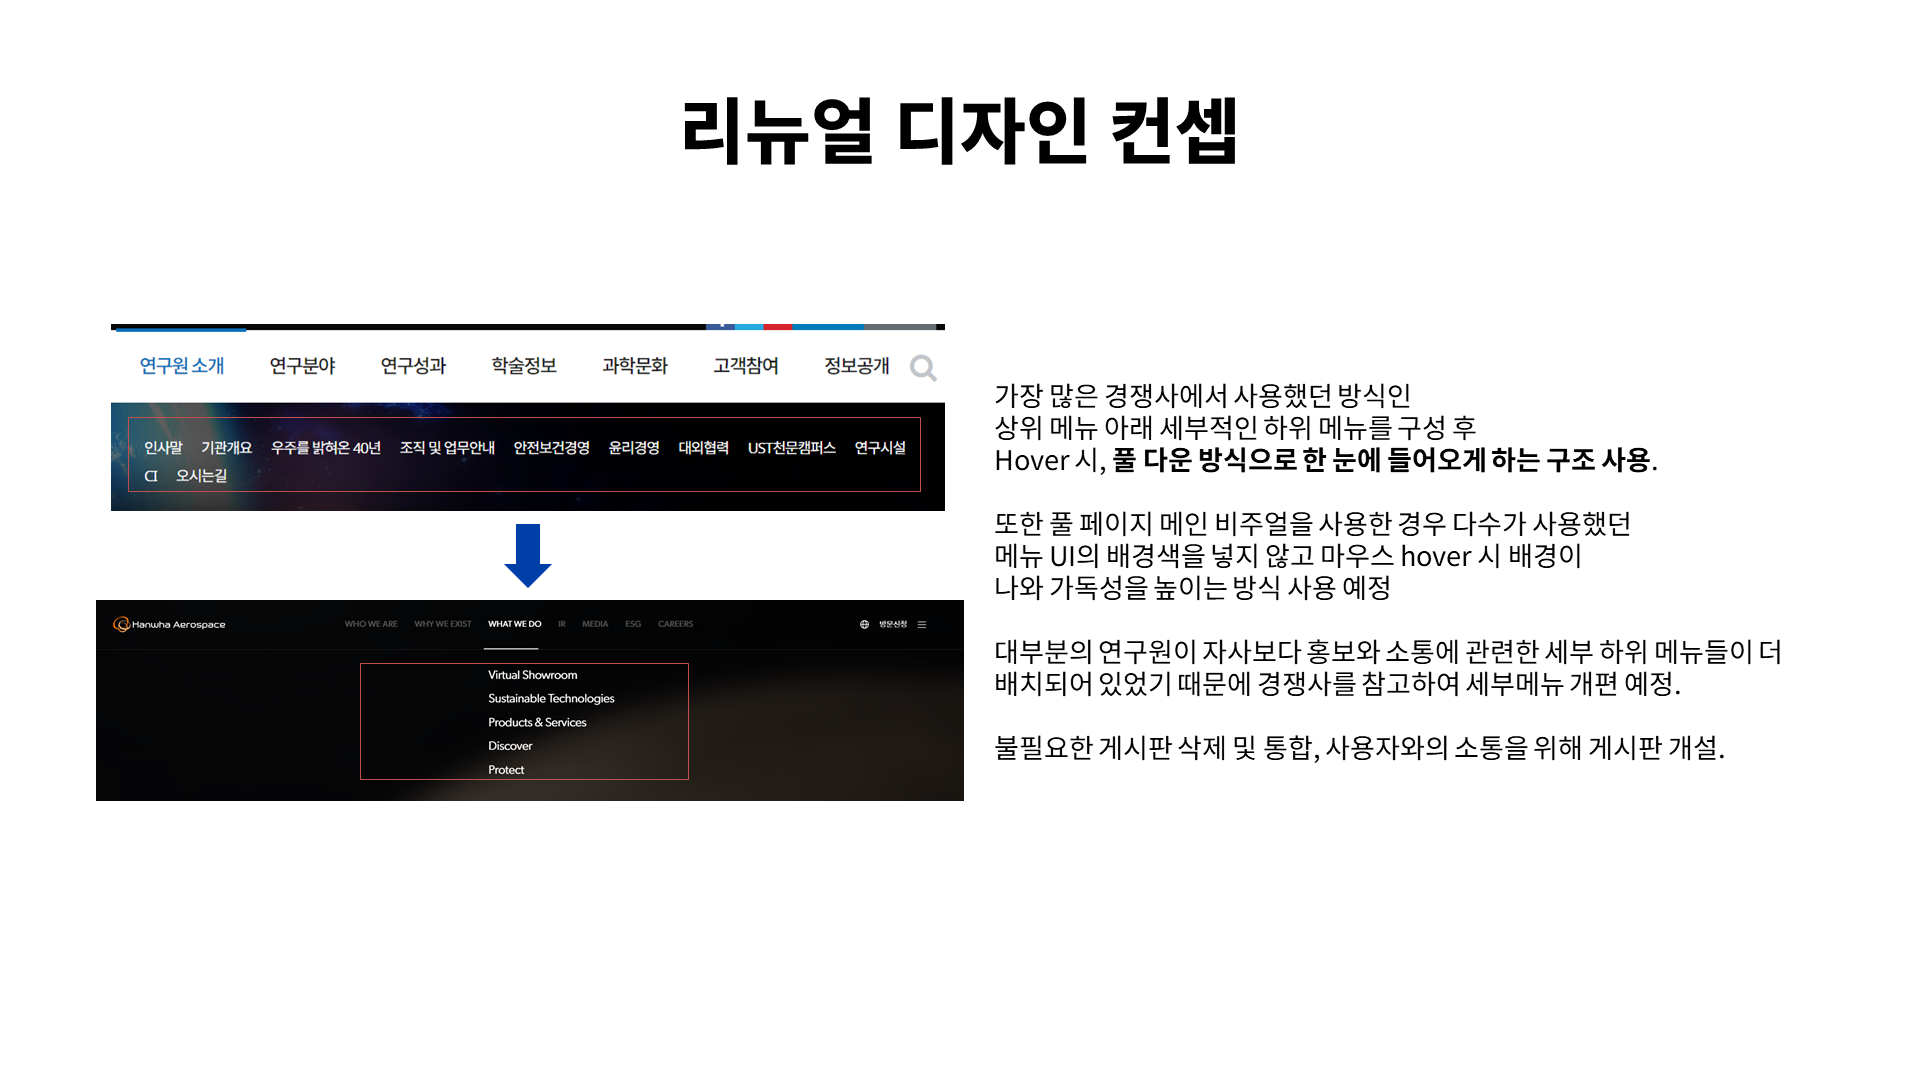 리뉴얼 디자인 컨셉
연구원 소개 연구분야 연구성과 학술정보 과학문화 고객참여 정보공개
인사말 기관개요 우주를 밝혀온 40년 조직 및 업무안내 안전보건경영 윤리경영 대외협력 UST천문캠퍼스 연구시설
CI 오시는길
Hanwha Aerospace WHO WE ARE WHY WE EXIST WHAT WE DO IR MEDIA ESG CAREERS 방문신청
Virtual Showroom
Sustainable Technologies
Products & Services
Discover
Protect
가장 많은 경쟁사에서 사용했던 방식인
상위 메뉴 아래 세부적인 하위 메뉴를 구성 후
Hover 시, 풀 다운 방식으로 한 눈에 들어오게 하는 구조 사용.
또한 풀 페이지 메인 비주얼을 사용한 경우 다수가 사용했던
메뉴 UI의 배경색을 넣지 않고 마우스 hover 시 배경이
나와 가독성을 높이는 방식 사용 예정
대부분의 연구원이 자사보다 홍보와 소통에 관련한 세부 하위 메뉴들이 더
배치되어 있었기 때문에 경쟁사를 참고하여 세부메뉴 개편 예정.
불필요한 게시판 삭제 및 통합, 사용자와의 소통을 위해 게시판 개설.